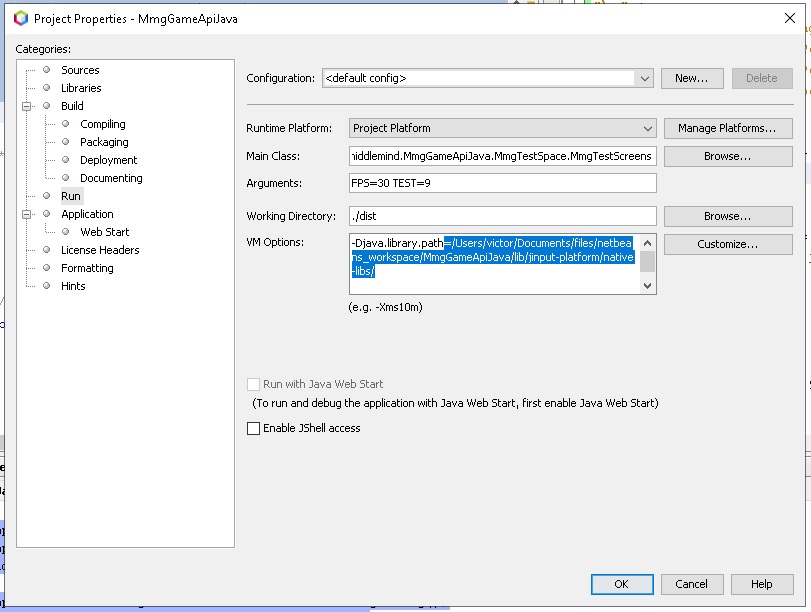 Project Properties - MmgGameApiJava
Categories:
Sources
Libraries
Build
Compiling
Packaging
Deployment
Documenting
Run
Application
Web Start
License Headers
Formatting
Hints
Configuration: <default config> New... Delete
Runtime Platform: Project Platform Manage Platforms...
Main Class: iddlemind.MmgGameApiJava.MmgTestSpace.MmgTestScreens Browse...
Arguments: FPS=30 TEST=9
Working Directory: ./dist Browse...
VM Options: -Djava.library.path=/Users/victor/Documents/files/netbea Customize...
ns_workspace/MmgGameApiJava/lib/jinput-platform/native
-libs/
(e.g. -Xms10m)
Run with Java Web Start
(To run and debug the application with Java Web Start, first enable Java Web Start)
Enable JShell access
OK Cancel Help